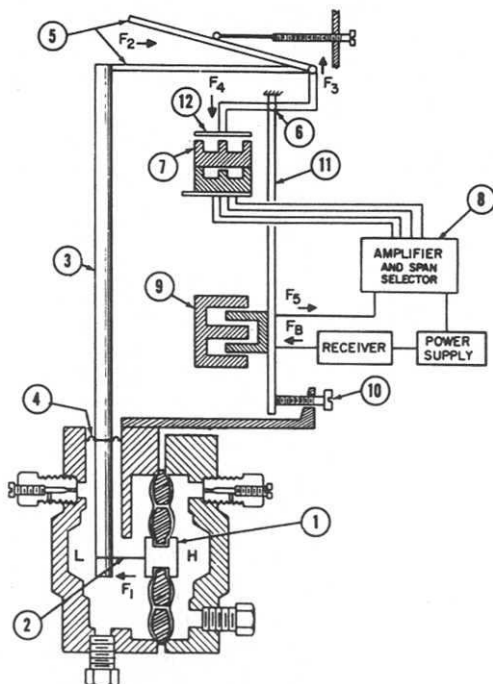 5
F2
F3
F4
12
6
7
11
8
3
AMPLIFIER
AND SPAN
SELECTOR
9
F5
FB
RECEIVER
POWER
SUPPLY
10
4
1
L
H
F1
2